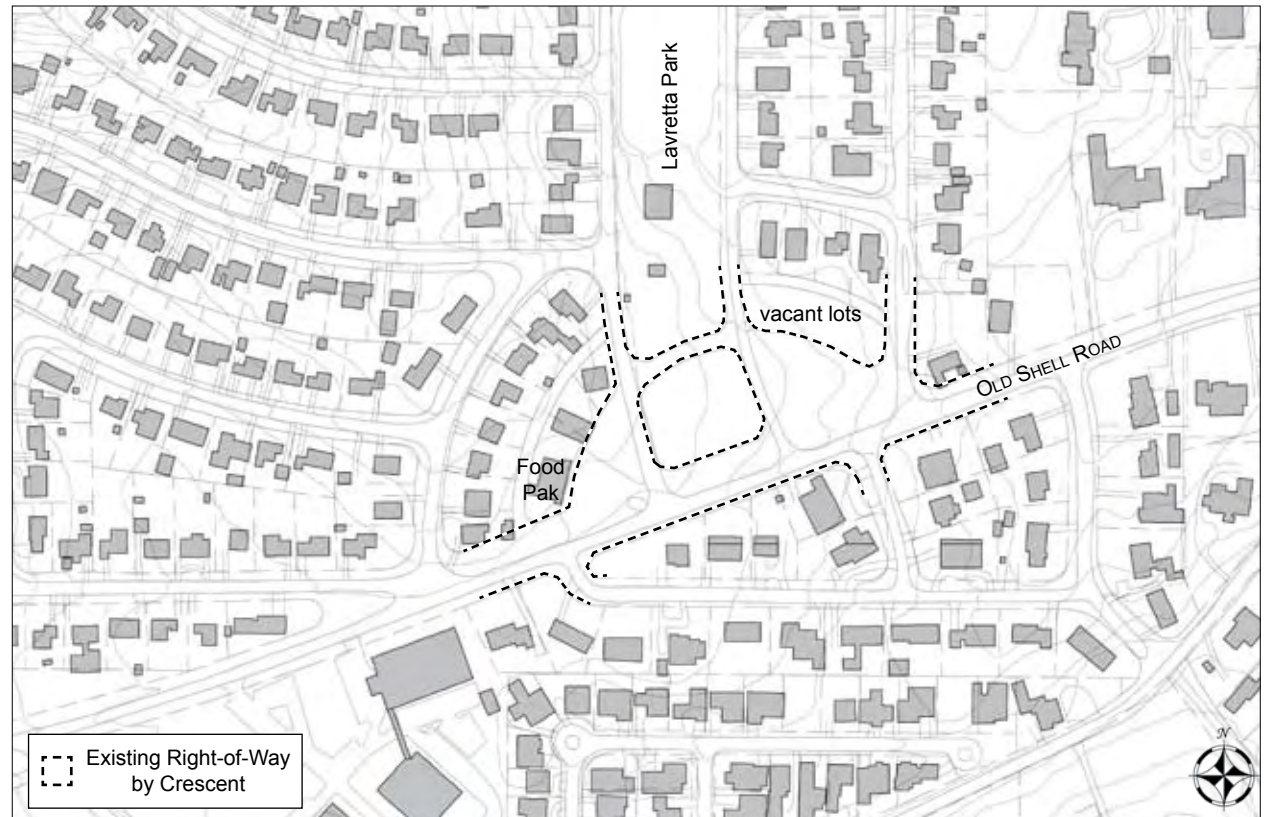 Lavretta Park
vacant lots
OLD SHELL ROAD
Food
Pak
Existing Right-of-Way
by Crescent
N